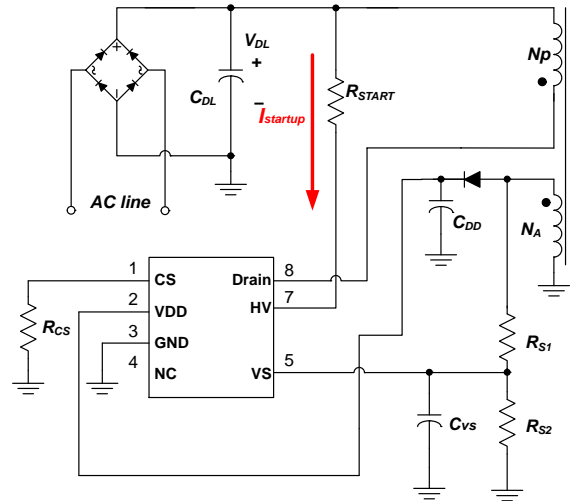 V_DL
+
Np
C_DL
−
R_START
I_startup
AC line
C_DD
N_A
1
CS
Drain
8
2
VDD
HV
7
R_CS
3
GND
R_S1
4
NC
VS
5
C_VS
R_S2
+
−
~
~